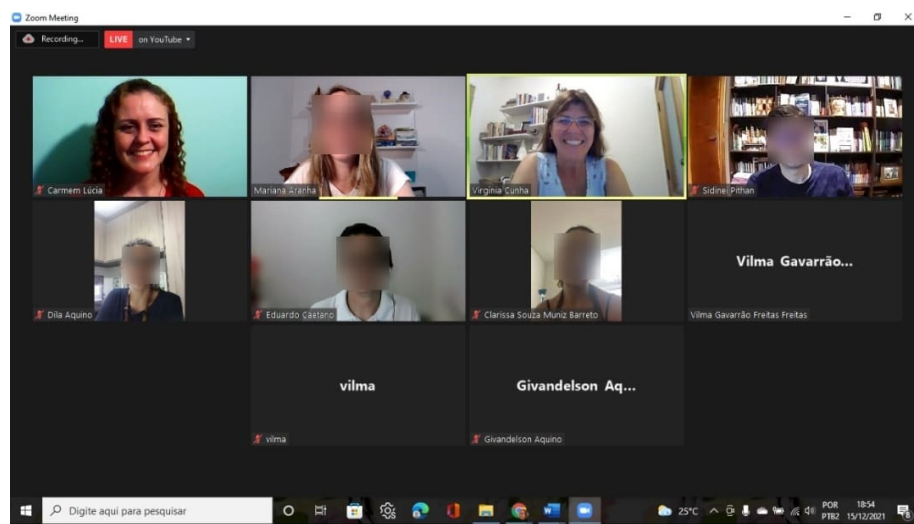 Zoom Meeting
Recording...
LIVE on YouTube
Carmem Lúcia
Mariana Aranha
Virginia Cunha
Sidinei Pithan
Dila Aquino
Eduardo Caetano
Clarissa Souza Muniz Barreto
Vilma Gavarrão...
Vilma Gavarrão Freitas Freitas
vilma
vilma
Givandelson Aq...
Givandelson Aquino
Digite aqui para pesquisar
25°C
POR
PTB2
18:54
15/12/2021